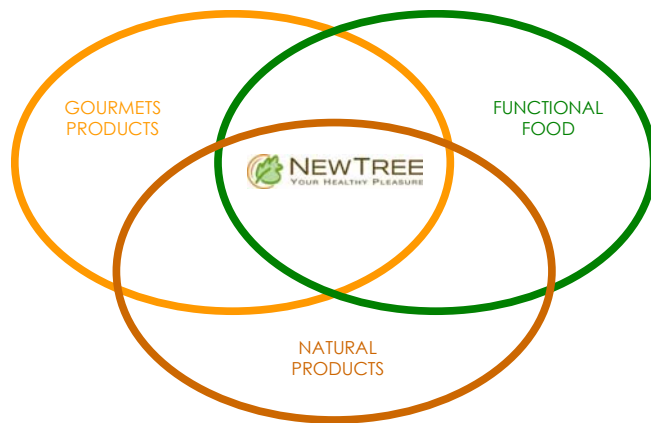 GOURMETS
PRODUCTS
FUNCTIONAL
FOOD
NEWTREE
YOUR HEALTHY PLEASURE
NATURAL
PRODUCTS